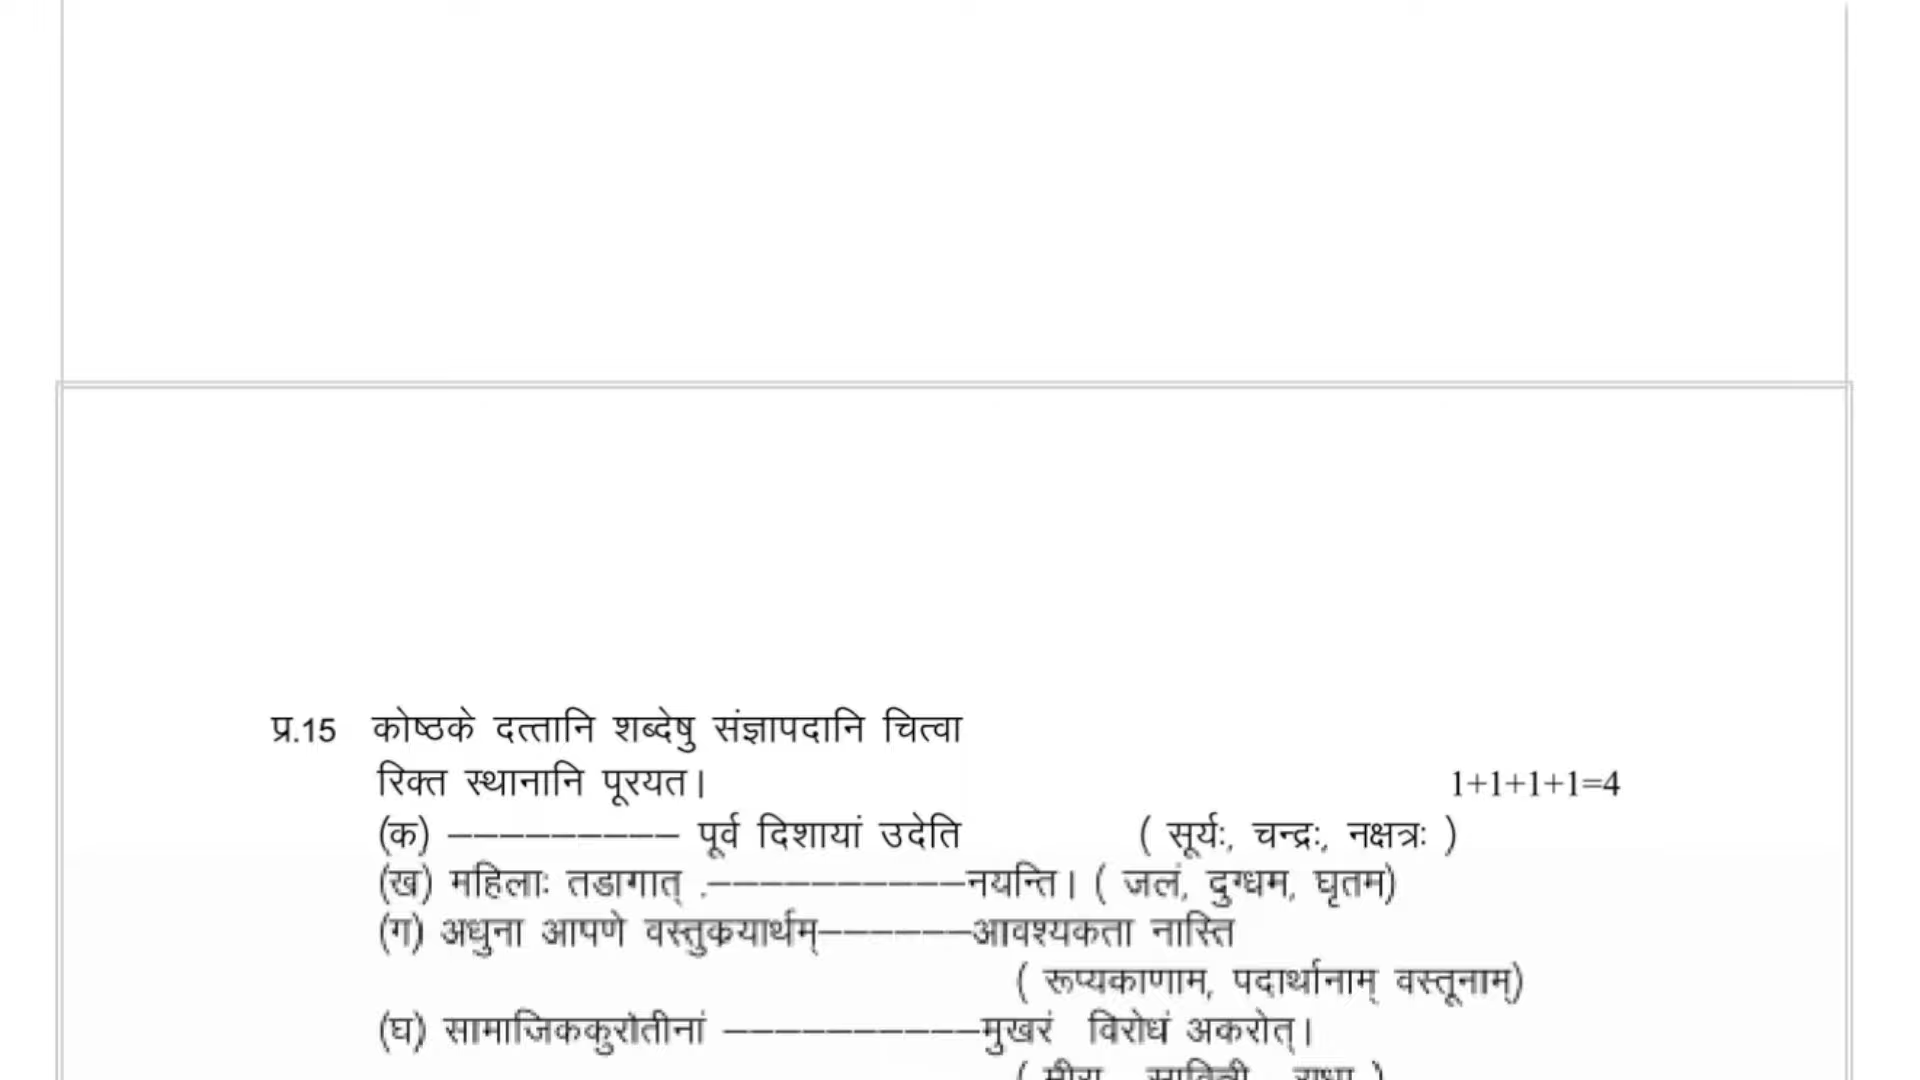 प्र.15 कोष्ठके दत्तानि शब्देषु संज्ञापदानि चित्वा
रिक्त स्थानानि पूरयत। 1+1+1+1=4
(क) ––––––––– पूर्व दिशायां उदेति ( सूर्यः, चन्द्रः, नक्षत्रः )
(ख) महिलाः तडागात् .––––––––––नयन्ति। ( जलं, दुग्धम, घृतम)
(ग) अधुना आपणे वस्तुक्रयार्थम्––––––आवश्यकता नास्ति
( रूप्यकाणाम, पदार्थानाम् वस्तूनाम्)
(घ) सामाजिककुरीतीनां ––––––––––मुखरं विरोधं अकरोत्।
( मीरा, सावित्री, राधा )